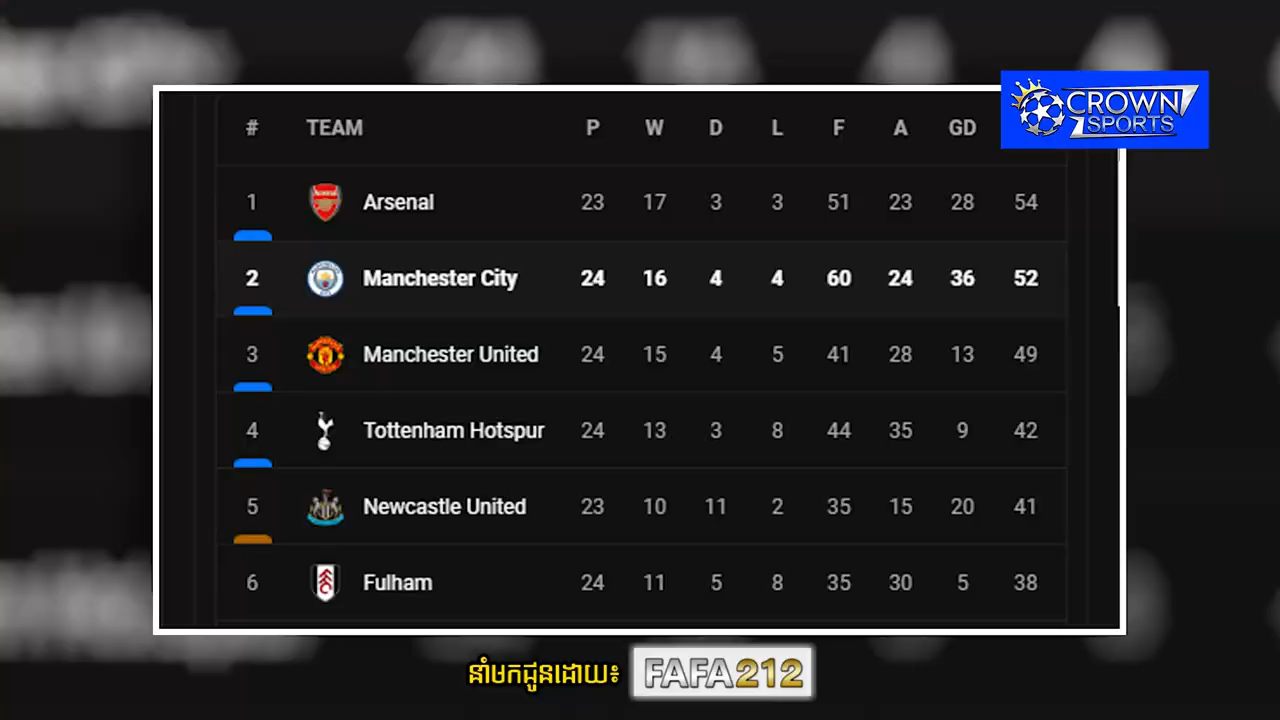 CROWN
7SPORTS
# TEAM P W D L F A GD
1 Arsenal 23 17 3 3 51 23 28 54
2 Manchester City 24 16 4 4 60 24 36 52
3 Manchester United 24 15 4 5 41 28 13 49
4 Tottenham Hotspur 24 13 3 8 44 35 9 42
5 Newcastle United 23 10 11 2 35 15 20 41
6 Fulham 24 11 5 8 35 30 5 38
នាំមកជូនដោយ៖ FAFA212